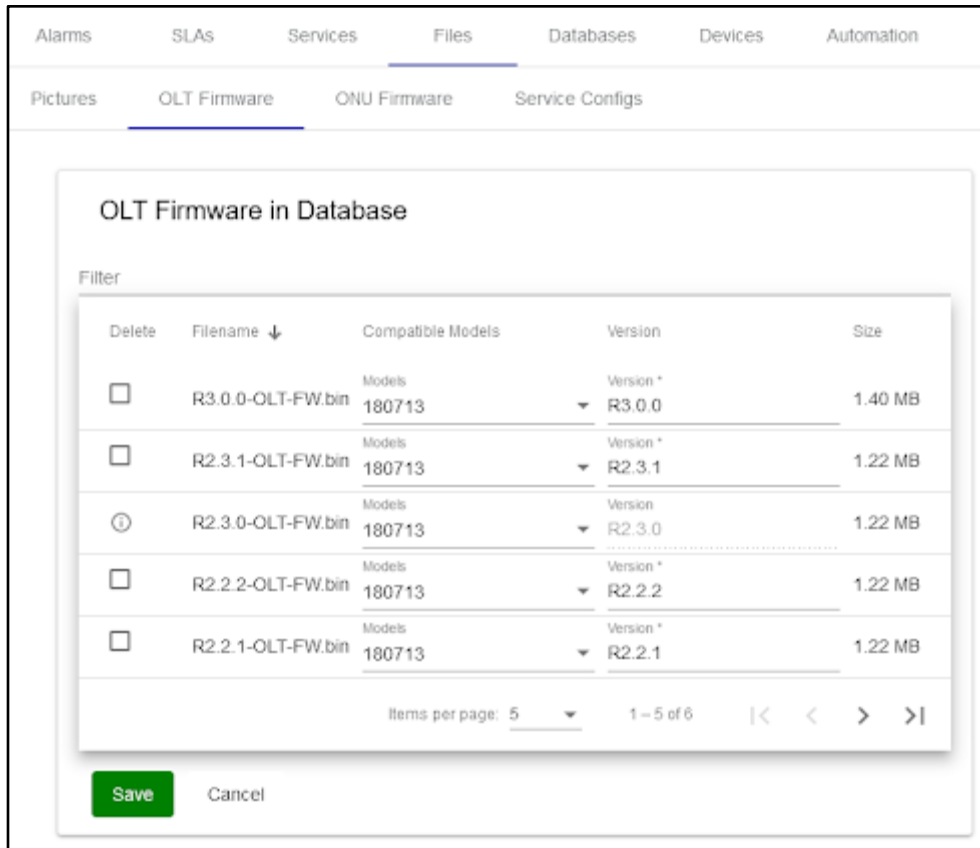 Alarms SLAs Services Files Databases Devices Automation
Pictures OLT Firmware ONU Firmware Service Configs
OLT Firmware in Database
Filter
Delete Filename Compatible Models Version Size
Models Version *
R3.0.0-OLT-FW.bin 180713 R3.0.0 1.40 MB
Models Version *
R2.3.1-OLT-FW.bin 180713 R2.3.1 1.22 MB
Models Version
R2.3.0-OLT-FW.bin 180713 R2.3.0 1.22 MB
Models Version *
R2.2.2-OLT-FW.bin 180713 R2.2.2 1.22 MB
Models Version *
R2.2.1-OLT-FW.bin 180713 R2.2.1 1.22 MB
Items per page: 5 1 – 5 of 6
Save Cancel